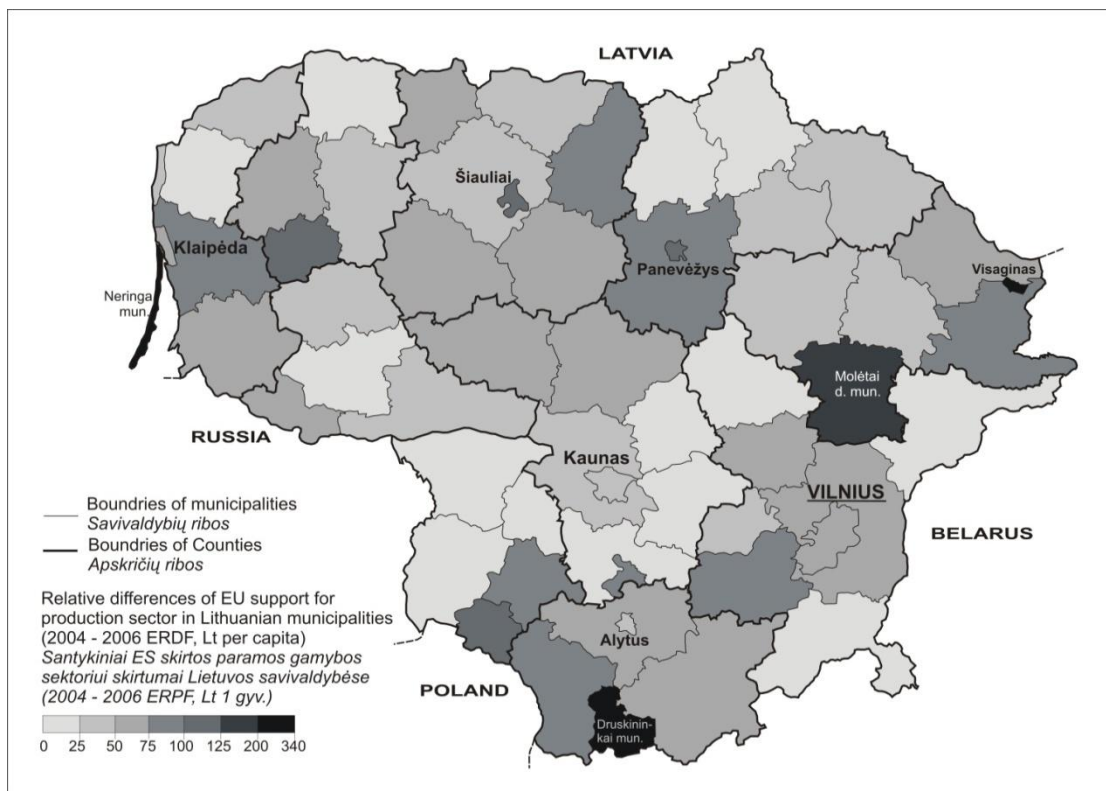 LATVIA
Šiauliai
Klaipėda
Panevėžys
Visaginas
Neringa
mun.
Molėtai
d. mun.
RUSSIA
Kaunas
VILNIUS
BELARUS
Boundries of municipalities
Savivaldybių ribos
Boundries of Counties
Apskričių ribos
Relative differences of EU support for
production sector in Lithuanian municipalities
(2004 - 2006 ERDF, Lt per capita)
Santykiniai ES skirtos paramos gamybos
sektoriui skirtumai Lietuvos savivaldybėse
(2004 - 2006 ERPF, Lt 1 gyv.)
Alytus
POLAND
Druskinin-
kai mun.
0 25 50 75 100 125 200 340